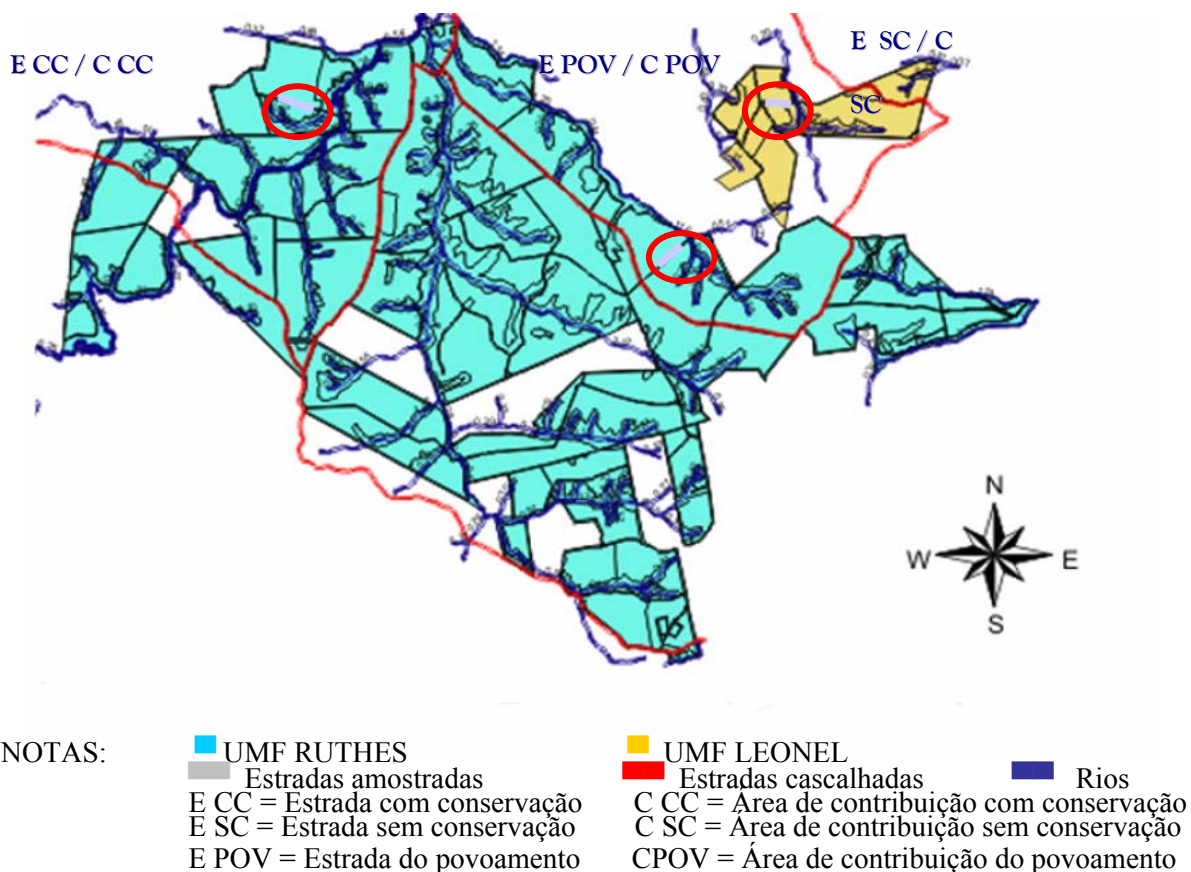 E CC / C CC
E POV / C POV
E SC / C
SC
N
W E
S
NOTAS: UMF RUTHES UMF LEONEL
Estradas amostradas Estradas cascalhadas Rios
E CC = Estrada com conservação C CC = Área de contribuição com conservação
E SC = Estrada sem conservação C SC = Área de contribuição sem conservação
E POV = Estrada do povoamento CPOV = Área de contribuição do povoamento